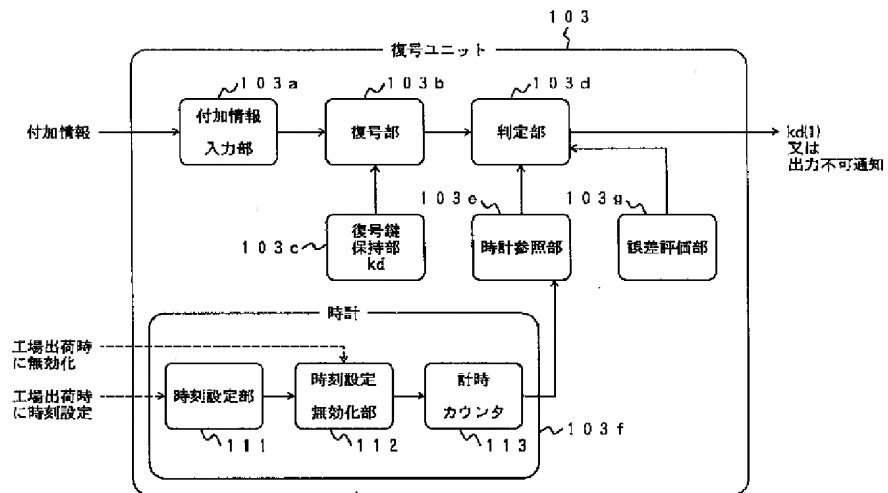 103
復号ユニット
103a
103b
103d
付加情報
付加情報
入力部
復号部
判定部
kd(1)
又は
出力不可通知
103c
復号鍵
保持部
kd
103e
時計参照部
103g
誤差評価部
時計
工場出荷時
に無効化
工場出荷時
に時刻設定
時刻設定部
時刻設定
無効化部
計時
カウンタ
111
112
113
103f